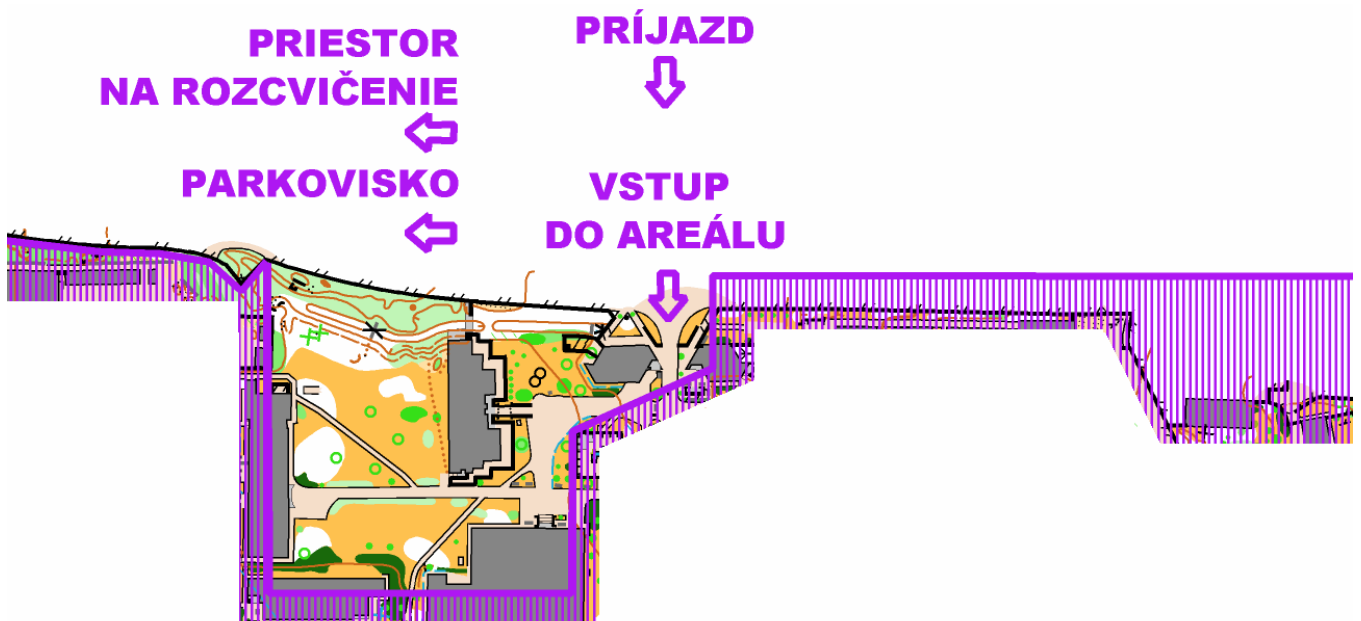 PRIESTOR
NA ROZCVIČENIE
PARKOVISKO
PRÍJAZD
VSTUP
DO AREÁLU